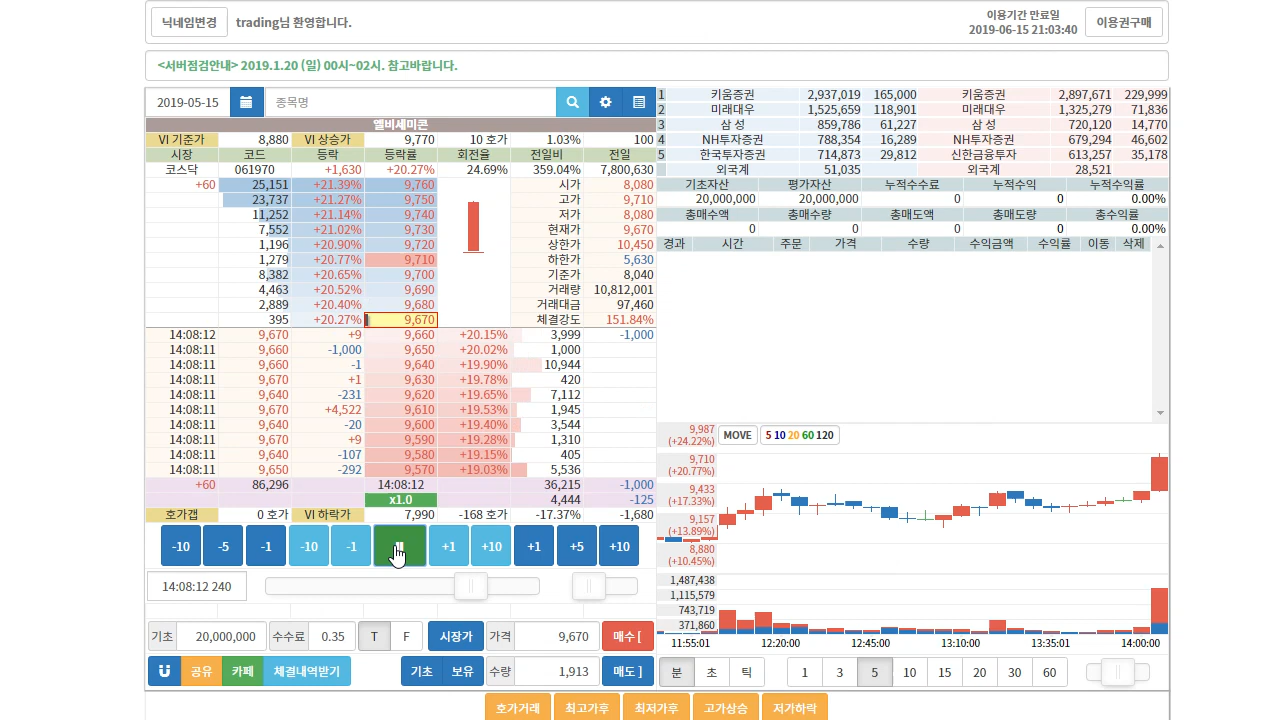 닉네임변경 trading님 환영합니다. 이용기간 만료일 2019-06-15 21:03:40 이용권구매
<서버점검안내> 2019.1.20 (일) 00시~02시. 참고바랍니다.
2019-05-15 종목명
엘비세미콘
VI 기준가 8,880 VI 상승가 9,770 10 호가 1.03% 100
시장 코드 등락 등락률 회전율 전일비 전일
코스닥 061970 +1,630 +20.27% 24.69% 359.04% 7,800,630
+60 25,151 +21.39% 9,760 시가 8,080
23,737 +21.27% 9,750 고가 9,710
11,252 +21.14% 9,740 저가 8,080
7,552 +21.02% 9,730 현재가 9,670
1,196 +20.90% 9,720 상한가 10,450
1,279 +20.77% 9,710 하한가 5,630
8,382 +20.65% 9,700 기준가 8,040
4,463 +20.52% 9,690 거래량 10,812,001
2,889 +20.40% 9,680 거래대금 97,460
395 +20.27% 9,670 체결강도 151.84%
14:08:12 9,670 +9 9,660 +20.15% 3,999 -1,000
14:08:11 9,660 -1,000 9,650 +20.02% 1,000
14:08:11 9,660 -1 9,640 +19.90% 10,944
14:08:11 9,670 +1 9,630 +19.78% 420
14:08:11 9,640 -231 9,620 +19.65% 7,112
14:08:11 9,670 +4,522 9,610 +19.53% 1,945
14:08:11 9,640 -20 9,600 +19.40% 3,544
14:08:11 9,670 +9 9,590 +19.28% 1,310
14:08:11 9,640 -107 9,580 +19.15% 405
14:08:11 9,650 -292 9,570 +19.03% 5,536
+60 86,296 14:08:12 36,215 -1,000
x1.0 4,444 -125
호가갭 0 호가 VI 하락가 7,990 -168 호가 -17.37% -1,680
-10 -5 -1 -10 -1 +1 +10 +1 +5 +10
14:08:12 240
기초 20,000,000 수수료 0.35 T F 시장가 가격 9,670 매수 [
공유 카페 체결내역받기 기초 보유 수량 1,913 매도 ]
1 키움증권 2,937,019 165,000 키움증권 2,897,671 229,999
2 미래대우 1,525,659 118,901 미래대우 1,325,279 71,836
3 삼 성 859,786 61,227 삼 성 720,120 14,770
4 NH투자증권 788,354 16,289 NH투자증권 679,294 46,602
5 한국투자증권 714,873 29,812 신한금융투자 613,257 35,178
외국계 51,035 외국계 28,521
기초자산 평가자산 누적수수료 누적수익 누적수익률
20,000,000 20,000,000 0 0 0.00%
총매수액 총매수량 총매도액 총매도량 총수익률
0 0 0 0 0.00%
경과 시간 주문 가격 수량 수익금액 수익률 이동 삭제
9,987 (+24.22%) MOVE 5 10 20 60 120
9,710 (+20.77%)
9,433 (+17.33%)
9,157 (+13.89%)
8,880 (+10.45%)
1,487,438
1,115,579
743,719
371,860
11:55:01 12:20:00 12:45:00 13:10:00 13:35:01 14:00:00
분 초 틱 1 3 5 10 15 20 30 60
호가거래 최고가후 최저가후 고가상승 저가하락